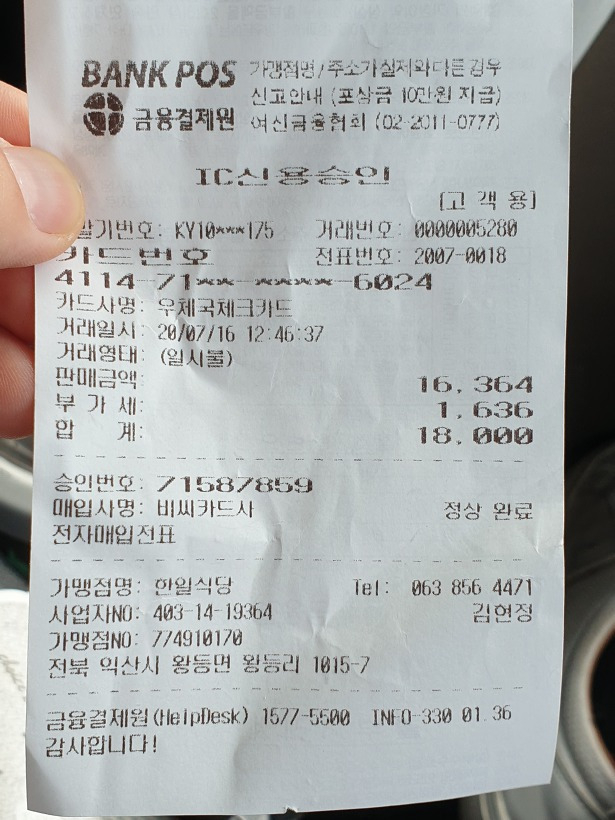 BANK POS
금융결제원
가맹점명/주소가실제와다른경우
신고안내 (포상금 10만원 지급)
여신금융협회 (02-2011-0777)
IC신용승인
[고 객 용]
말기번호: KY10***175 거래번호: 0000005280
카드번호 전표번호: 2007-0018
4114-71**-****-6024
카드사명: 우체국체크카드
거래일시: 20/07/16 12:46:37
거래형태: (일시불)
판매금액: 16,364
부 가 세: 1,636
합 계: 18,000
승인번호: 71587859
매입사명: 비씨카드사 정상 완료
전자매입전표
가맹점명: 한일식당 Tel: 063 856 4471
사업자NO: 403-14-19364 김현정
가맹점NO: 774910170
전북 익산시 왕등면 왕등리 1015-7
금융결제원(HelpDesk) 1577-5500 INFO-330 01.36
감사합니다!